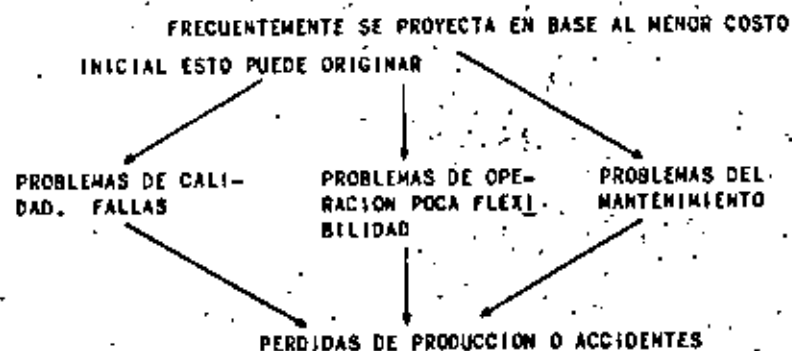 FRECUENTEMENTE SE PROYECTA EN BASE AL MENOR COSTO
INICIAL ESTO PUEDE ORIGINAR
PROBLEMAS DE CALI-
DAD. FALLAS
PROBLEMAS DE OPE-
RACION POCA FLEXI
BILIDAD
PROBLEMAS DEL
MANTENIMIENTO
PERDIDAS DE PRODUCCION O ACCIDENTES